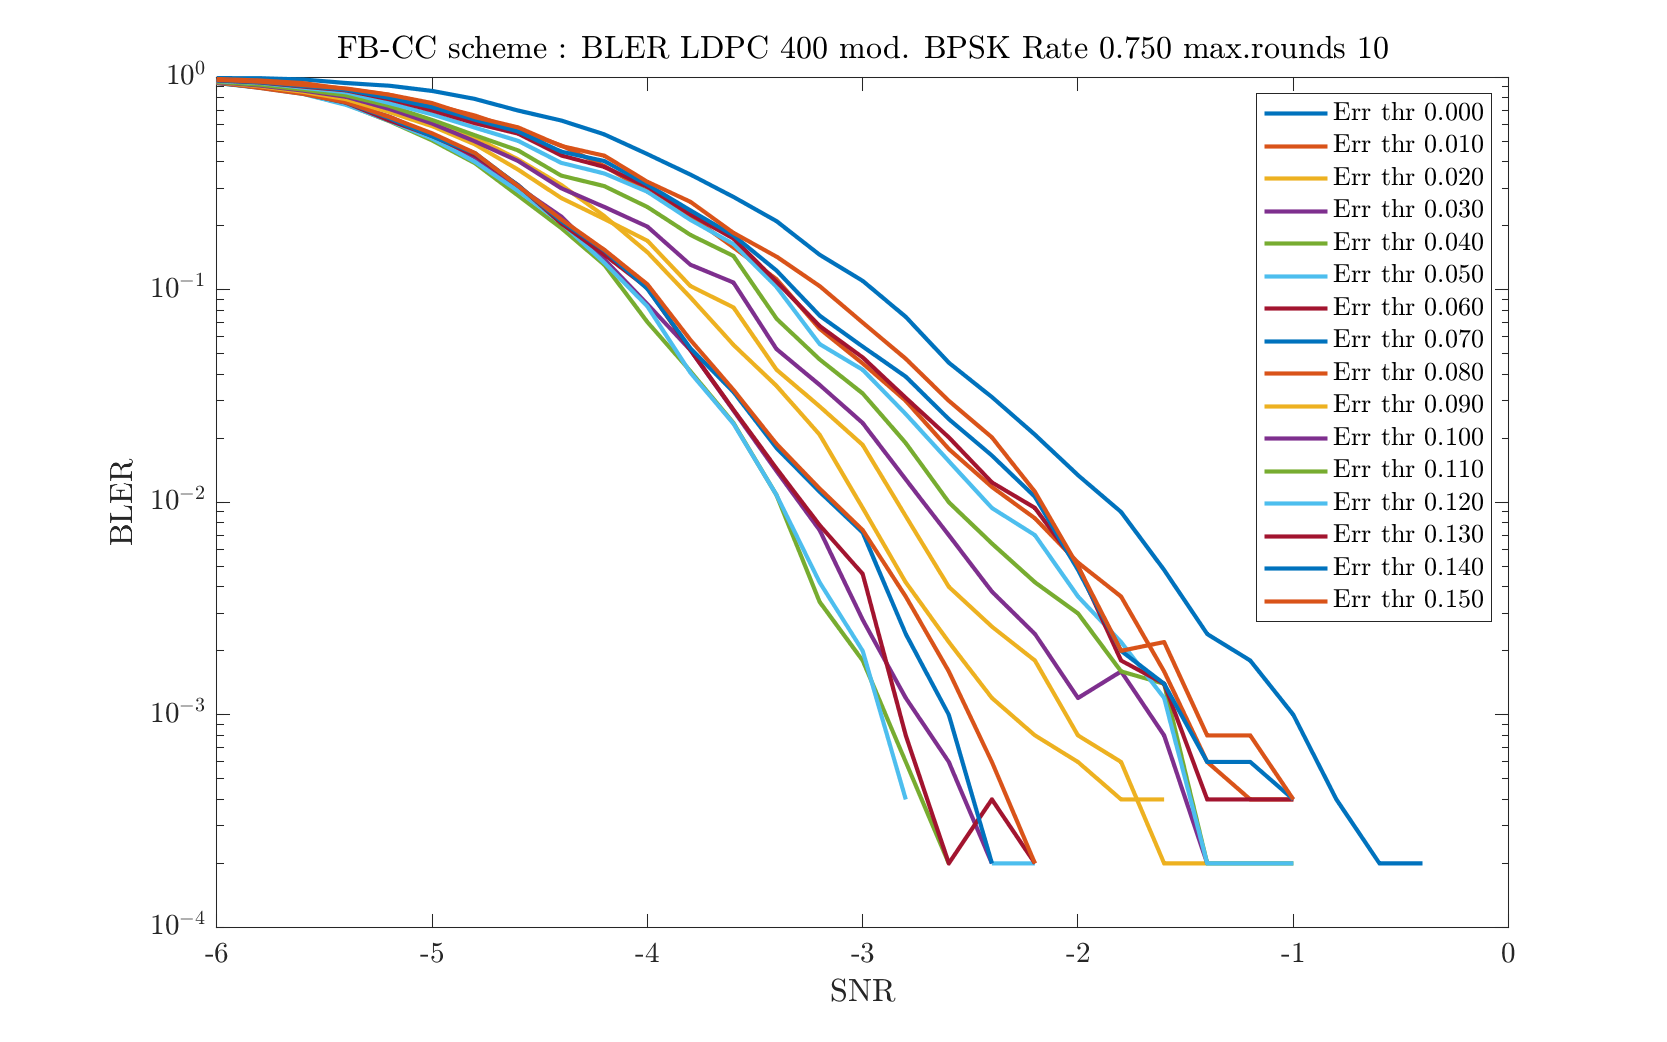 FB-CC scheme : BLER LDPC 400 mod. BPSK Rate 0.750 max.rounds 10
10^0
10^-1
10^-2
10^-3
10^-4
BLER
-6 -5 -4 -3 -2 -1 0
SNR
Err thr 0.000
Err thr 0.010
Err thr 0.020
Err thr 0.030
Err thr 0.040
Err thr 0.050
Err thr 0.060
Err thr 0.070
Err thr 0.080
Err thr 0.090
Err thr 0.100
Err thr 0.110
Err thr 0.120
Err thr 0.130
Err thr 0.140
Err thr 0.150